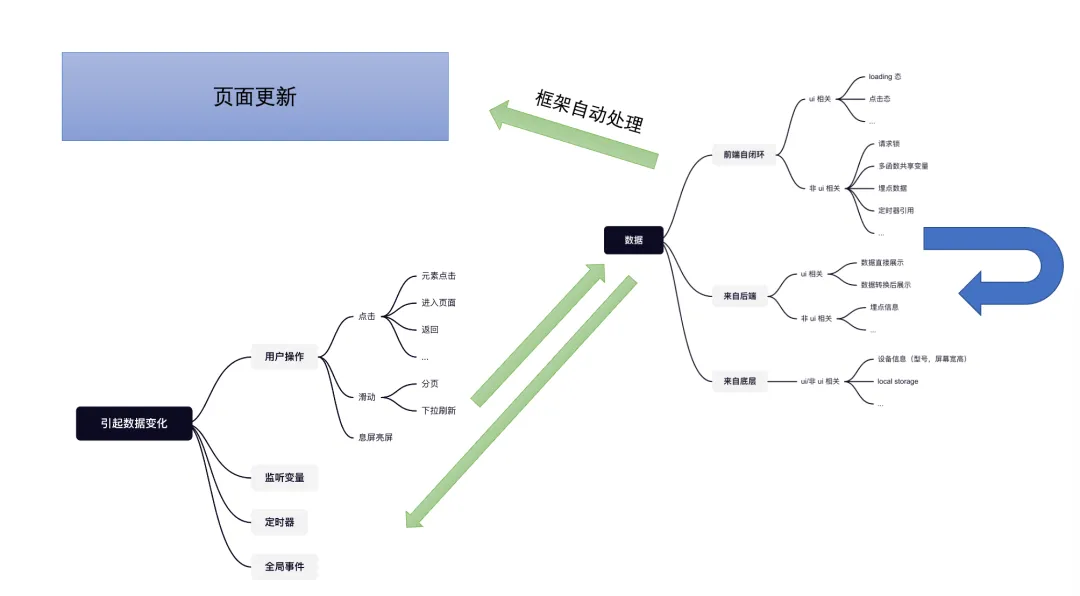 页面更新
框架自动处理
数据
前端自闭环
ui 相关
loading 态
点击态
...
非 ui 相关
请求锁
多函数共享变量
埋点数据
定时器引用
...
来自后端
ui 相关
数据直接展示
数据转换后展示
非 ui 相关
埋点信息
...
来自底层
ui/非 ui 相关
设备信息（型号，屏幕宽高）
local storage
...
引起数据变化
用户操作
点击
元素点击
进入页面
返回
...
滑动
分页
下拉刷新
息屏亮屏
监听变量
定时器
全局事件